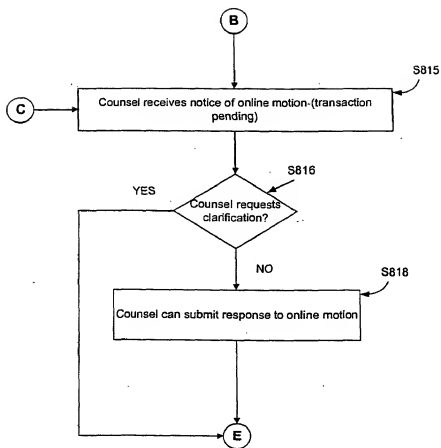 B
S815
C
Counsel receives notice of online motion-(transaction
pending)
S816
YES
Counsel requests
clarification?
NO
S818
Counsel can submit response to online motion
E